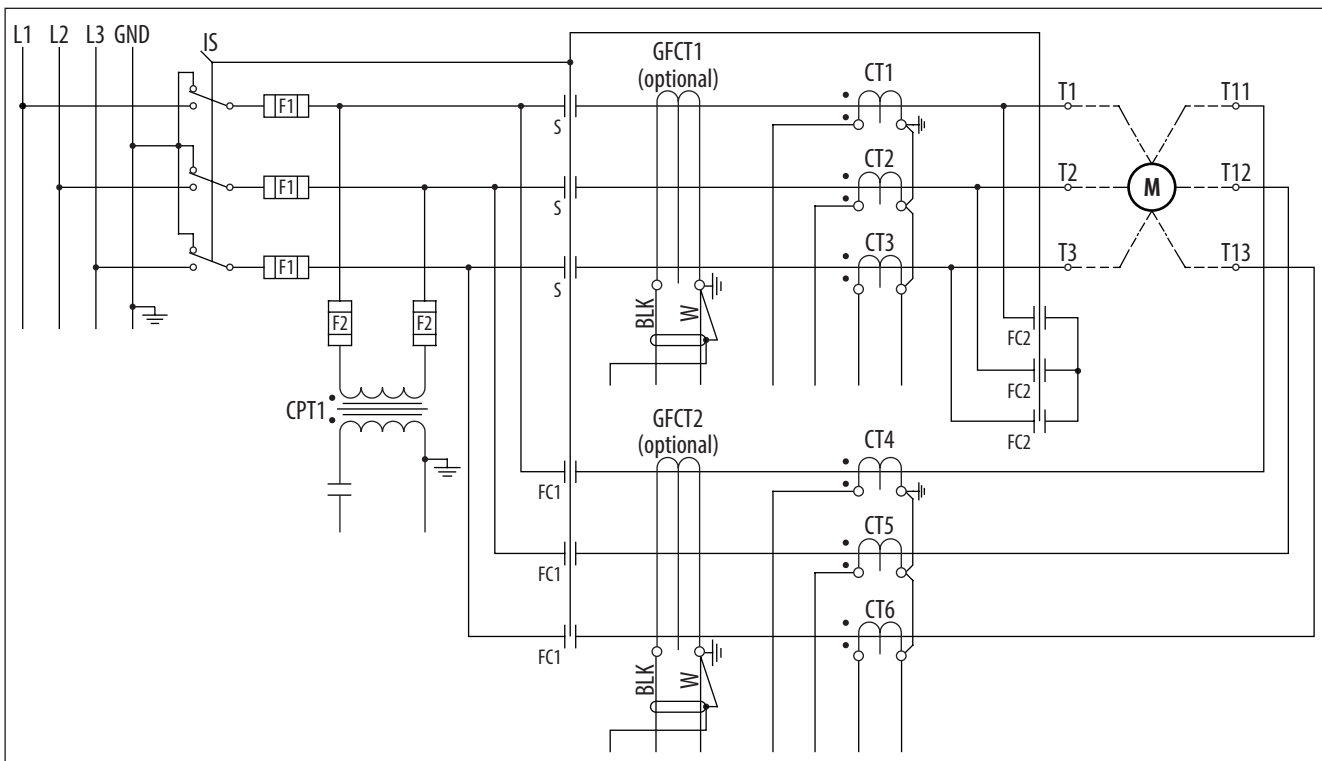 L1 L2 L3 GND IS
GFCT1
(optional)
CT1
T1 T11
F1
S
CT2
T2 M T12
F1
S
CT3
T3 T13
F1
S
BLK W
F2 F2
FC2
FC2
FC2
CPT1
GFCT2
(optional)
CT4
FC1
CT5
FC1
CT6
FC1
BLK W